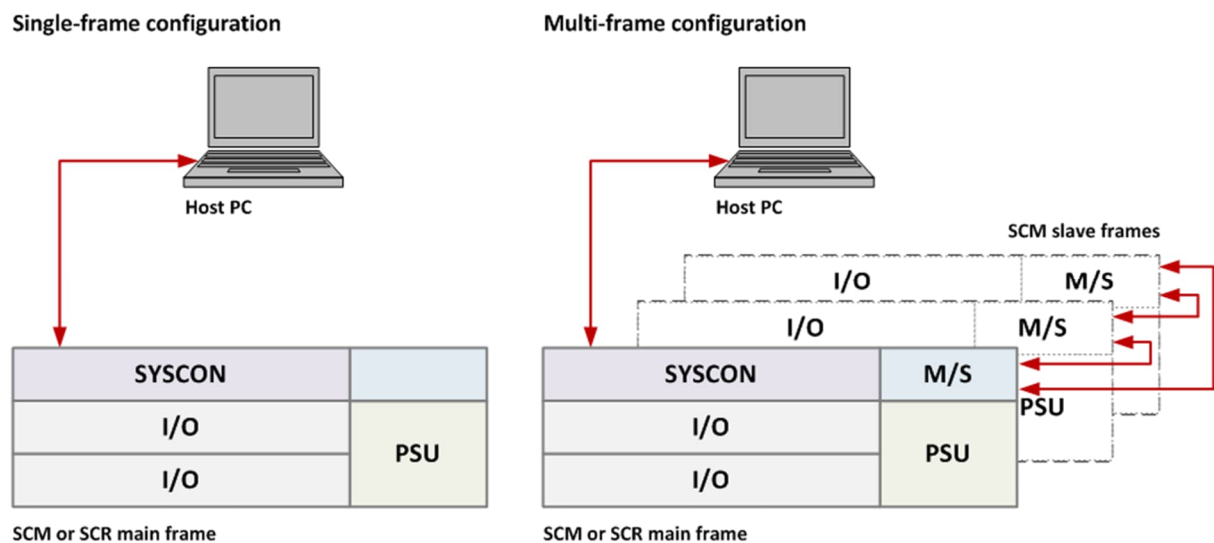 Single-frame configuration
Host PC
SYSCON
I/O
PSU
I/O
SCM or SCR main frame
Multi-frame configuration
Host PC
SCM slave frames
I/O M/S
I/O M/S
SYSCON M/S
PSU
I/O
PSU
I/O
SCM or SCR main frame